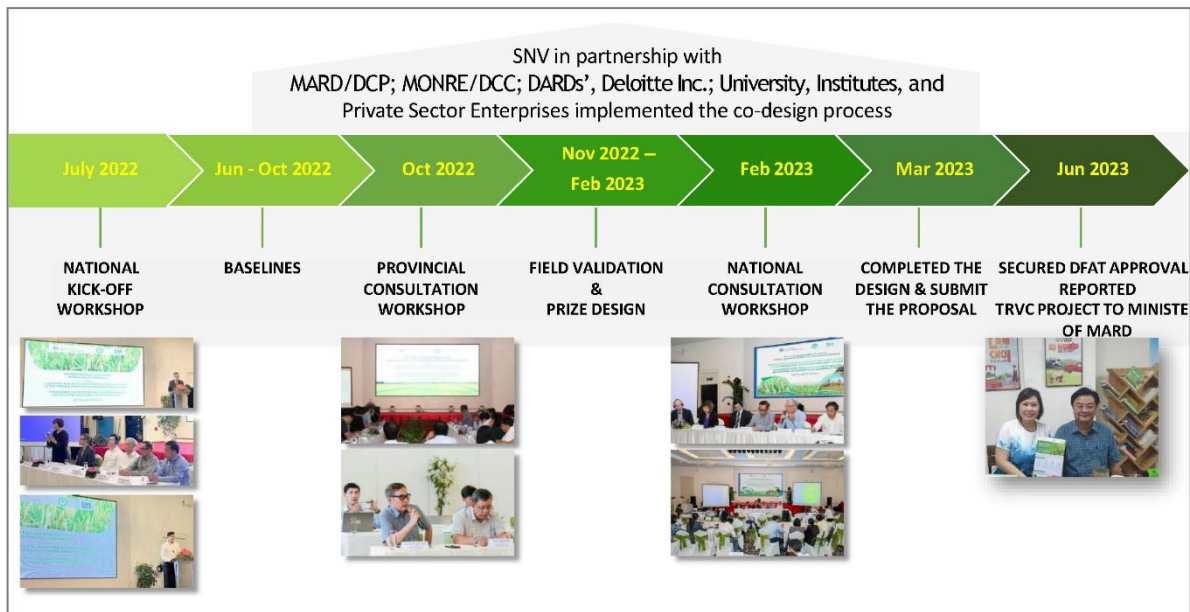 SNV in partnership with
MARD/DCP; MONRE/DCC; DARDs', Deloitte Inc.; University, Institutes, and
Private Sector Enterprises implemented the co-design process
July 2022
Jun - Oct 2022
Oct 2022
Nov 2022 –
Feb 2023
Feb 2023
Mar 2023
Jun 2023
NATIONAL
KICK-OFF
WORKSHOP
BASELINES
PROVINCIAL
CONSULTATION
WORKSHOP
FIELD VALIDATION
&
PRIZE DESIGN
NATIONAL
CONSULTATION
WORKSHOP
COMPLETED THE
DESIGN & SUBMIT
THE PROPOSAL
SECURED DFAT APPROVAL
REPORTED
TRVC PROJECT TO MINISTE
OF MARD